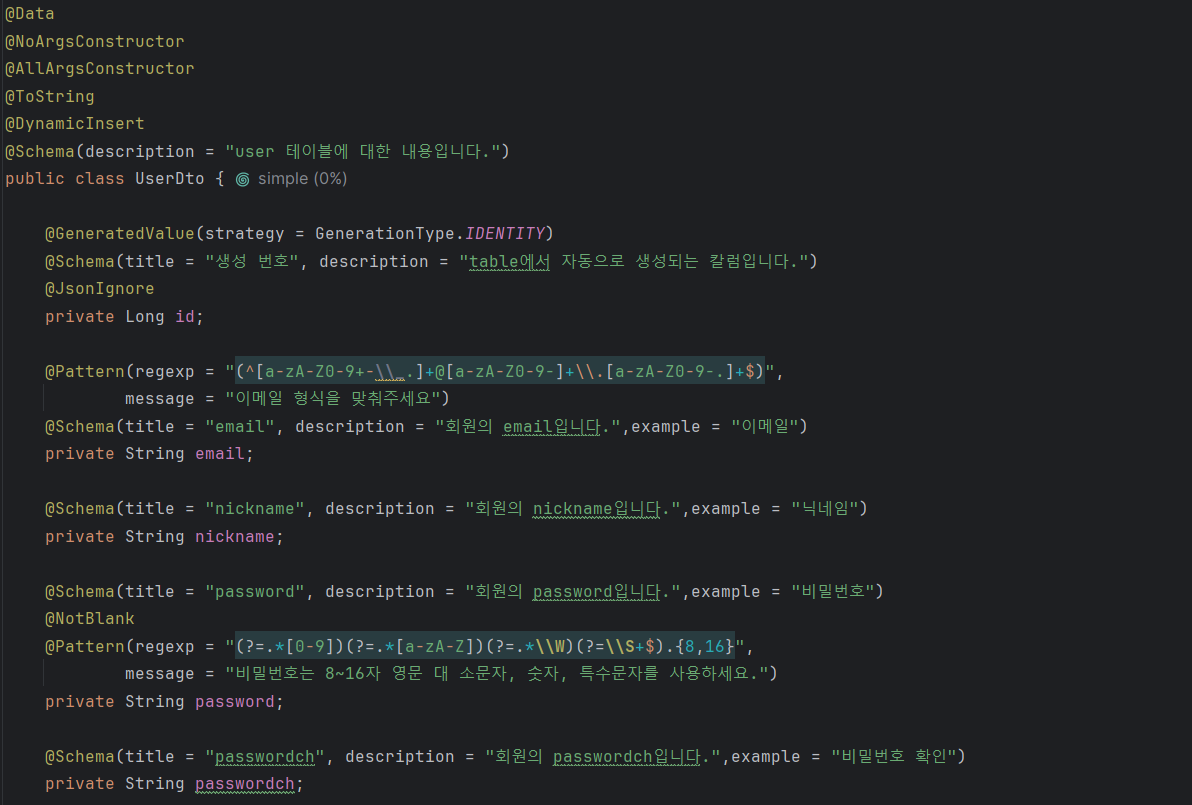 @Data
@NoArgsConstructor
@AllArgsConstructor
@ToString
@DynamicInsert
@Schema(description = "user 테이블에 대한 내용입니다.")
public class UserDto { simple (0%)
@GeneratedValue(strategy = GenerationType.IDENTITY)
@Schema(title = "생성 번호", description = "table에서 자동으로 생성되는 칼럼입니다.")
@JsonIgnore
private Long id;
@Pattern(regexp = "(^[a-zA-Z0-9+-\\_.]+@[a-zA-Z0-9-]+\\.[a-zA-Z0-9-.]+$)",
message = "이메일 형식을 맞춰주세요")
@Schema(title = "email", description = "회원의 email입니다.",example = "이메일")
private String email;
@Schema(title = "nickname", description = "회원의 nickname입니다.",example = "닉네임")
private String nickname;
@Schema(title = "password", description = "회원의 password입니다.",example = "비밀번호")
@NotBlank
@Pattern(regexp = "(?=.*[0-9])(?=.*[a-zA-Z])(?=.*\\W)(?=\\S+$).{8,16}",
message = "비밀번호는 8~16자 영문 대 소문자, 숫자, 특수문자를 사용하세요.")
private String password;
@Schema(title = "passwordch", description = "회원의 passwordch입니다.",example = "비밀번호 확인")
private String passwordch;